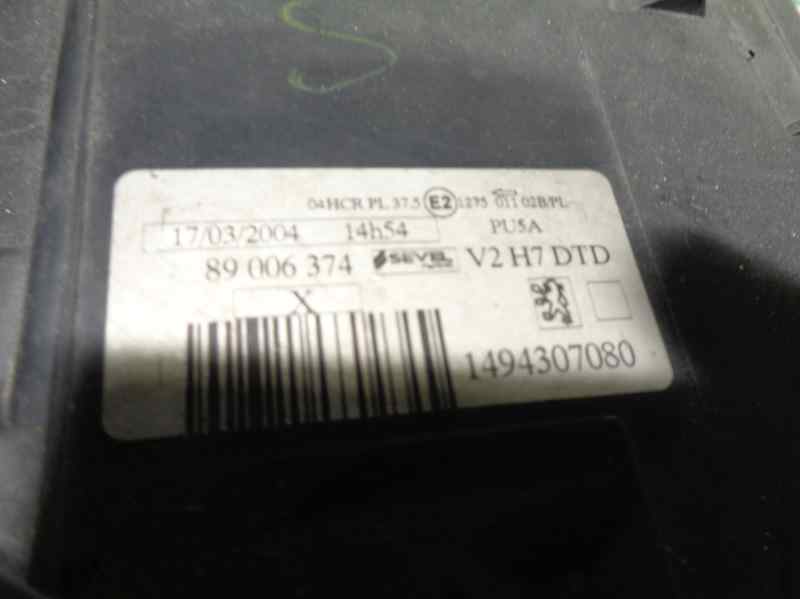 S
04HCR PL 37.5 E2 1275 011 02B/PL
17/03/2004 14h54 PU5A
89 006 374 SEVEL V2 H7 DTD
X
1494307080